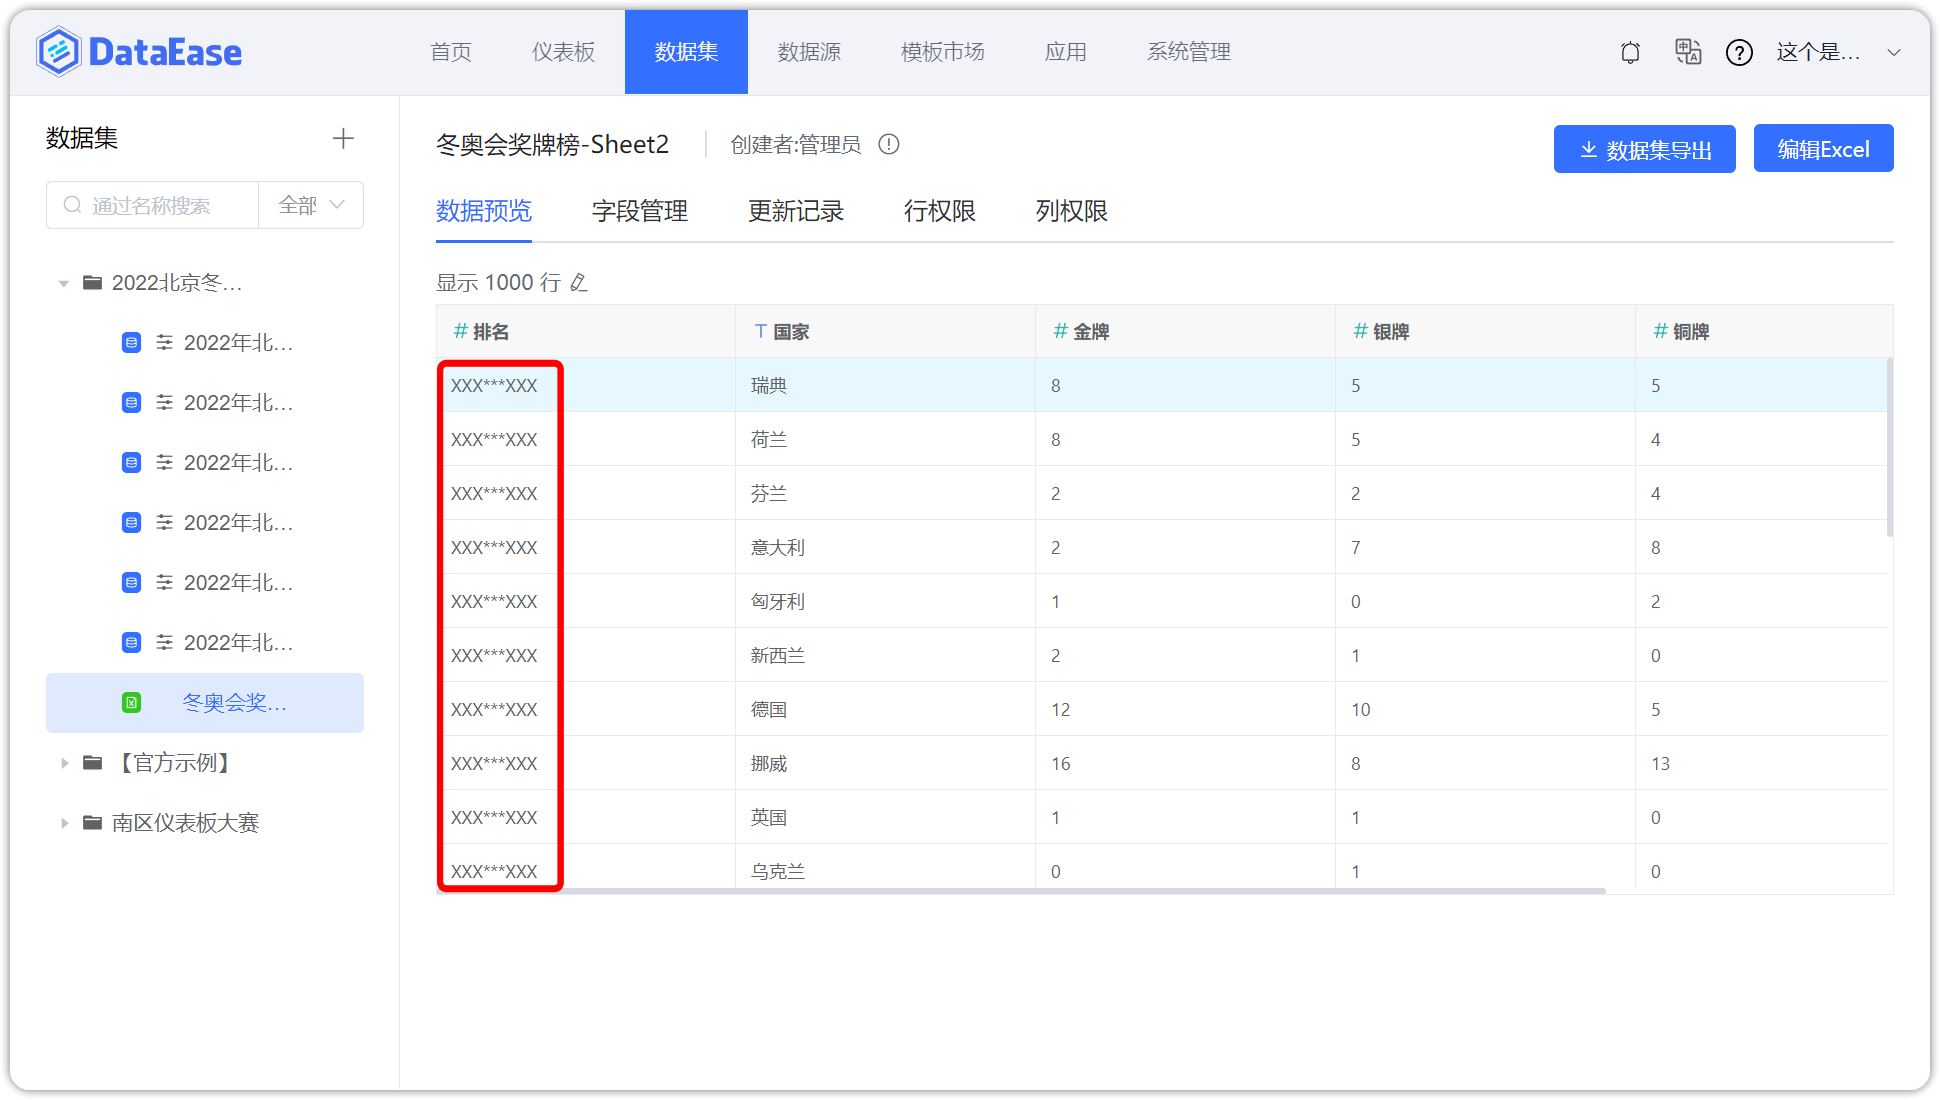 DataEase
首页 仪表板 数据集 数据源 模板市场 应用 系统管理 这个是...
数据集
通过名称搜索 全部
2022北京冬...
2022年北...
2022年北...
2022年北...
2022年北...
2022年北...
2022年北...
冬奥会奖...
【官方示例】
南区仪表板大赛
冬奥会奖牌榜-Sheet2 创建者:管理员
数据集导出 编辑Excel
数据预览 字段管理 更新记录 行权限 列权限
显示 1000 行
# 排名 T 国家 # 金牌 # 银牌 # 铜牌
XXX***XXX 瑞典 8 5 5
XXX***XXX 荷兰 8 5 4
XXX***XXX 芬兰 2 2 4
XXX***XXX 意大利 2 7 8
XXX***XXX 匈牙利 1 0 2
XXX***XXX 新西兰 2 1 0
XXX***XXX 德国 12 10 5
XXX***XXX 挪威 16 8 13
XXX***XXX 英国 1 1 0
XXX***XXX 乌克兰 0 1 0